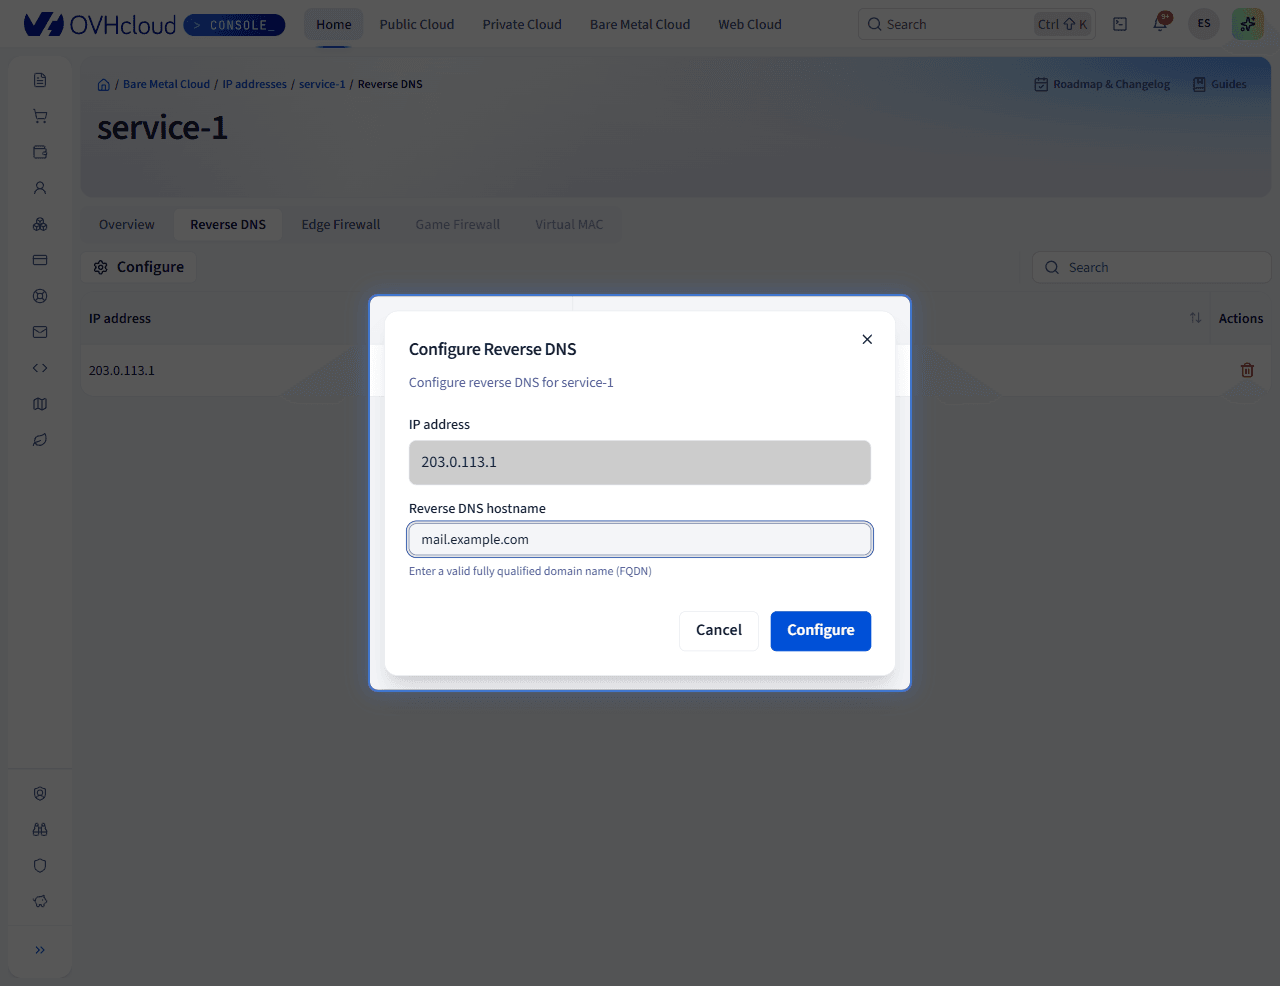 OVHcloud > CONSOLE_ Home Public Cloud Private Cloud Bare Metal Cloud Web Cloud Search Ctrl K 9+ ES
/ Bare Metal Cloud / IP addresses / service-1 / Reverse DNS Roadmap & Changelog Guides
service-1
Overview Reverse DNS Edge Firewall Game Firewall Virtual MAC
Configure Search
IP address Actions
203.0.113.1
Configure Reverse DNS
Configure reverse DNS for service-1
IP address
203.0.113.1
Reverse DNS hostname
mail.example.com
Enter a valid fully qualified domain name (FQDN)
Cancel Configure